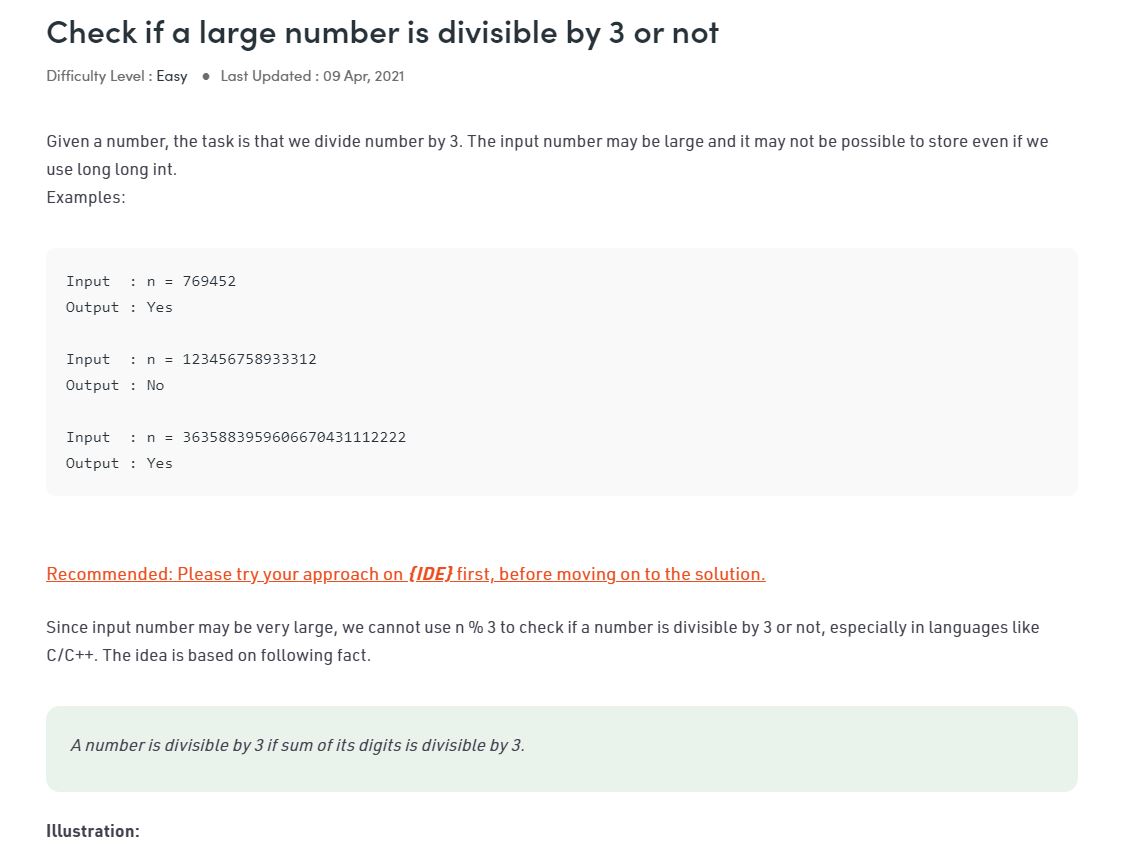 Check if a large number is divisible by 3 or not
Difficulty Level : Easy ● Last Updated : 09 Apr, 2021
Given a number, the task is that we divide number by 3. The input number may be large and it may not be possible to store even if we
use long long int.
Examples:
Input  : n = 769452
Output : Yes
Input  : n = 123456758933312
Output : No
Input  : n = 3635883959606670431112222
Output : Yes
Recommended: Please try your approach on {IDE} first, before moving on to the solution.
Since input number may be very large, we cannot use n % 3 to check if a number is divisible by 3 or not, especially in languages like
C/C++. The idea is based on following fact.
A number is divisible by 3 if sum of its digits is divisible by 3.
Illustration: